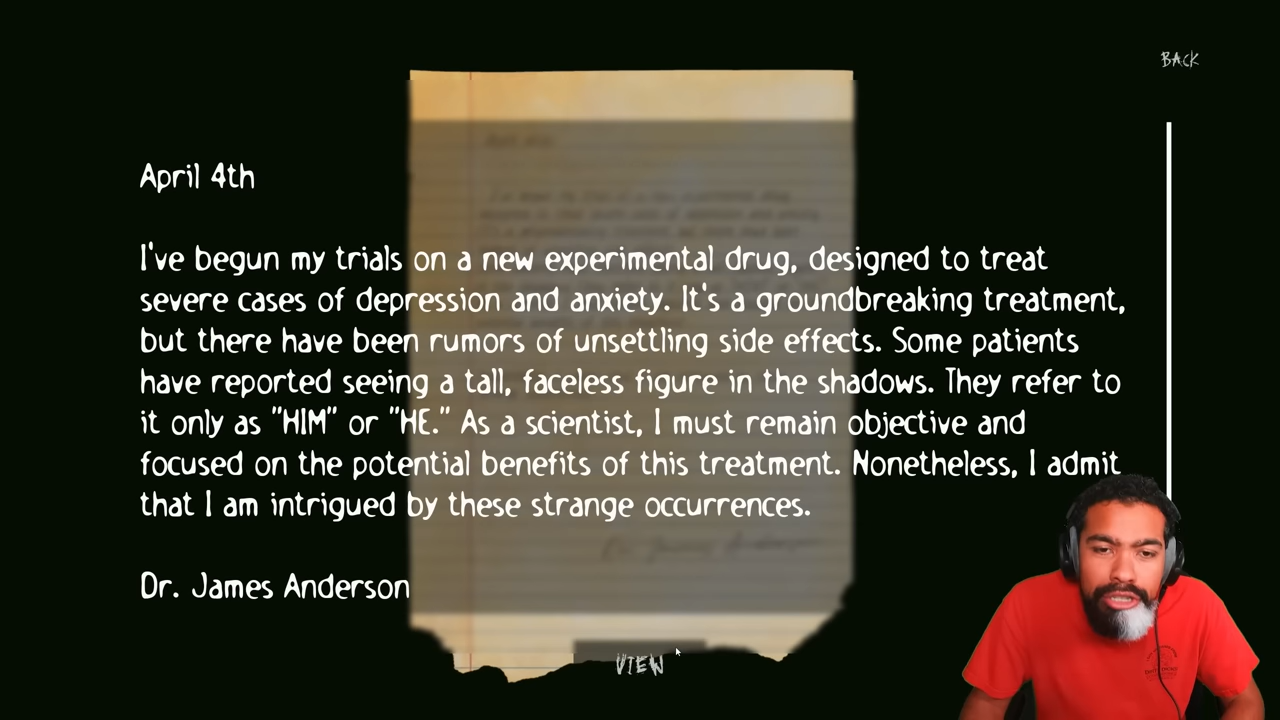 BACK
April 4th
I've begun my trials on a new experimental drug, designed to treat
severe cases of depression and anxiety. It's a groundbreaking treatment,
but there have been rumors of unsettling side effects. Some patients
have reported seeing a tall, faceless figure in the shadows. They refer to
it only as "HIM" or "HE." As a scientist, I must remain objective and
focused on the potential benefits of this treatment. Nonetheless, I admit
that I am intrigued by these strange occurrences.
Dr. James Anderson
VIEW